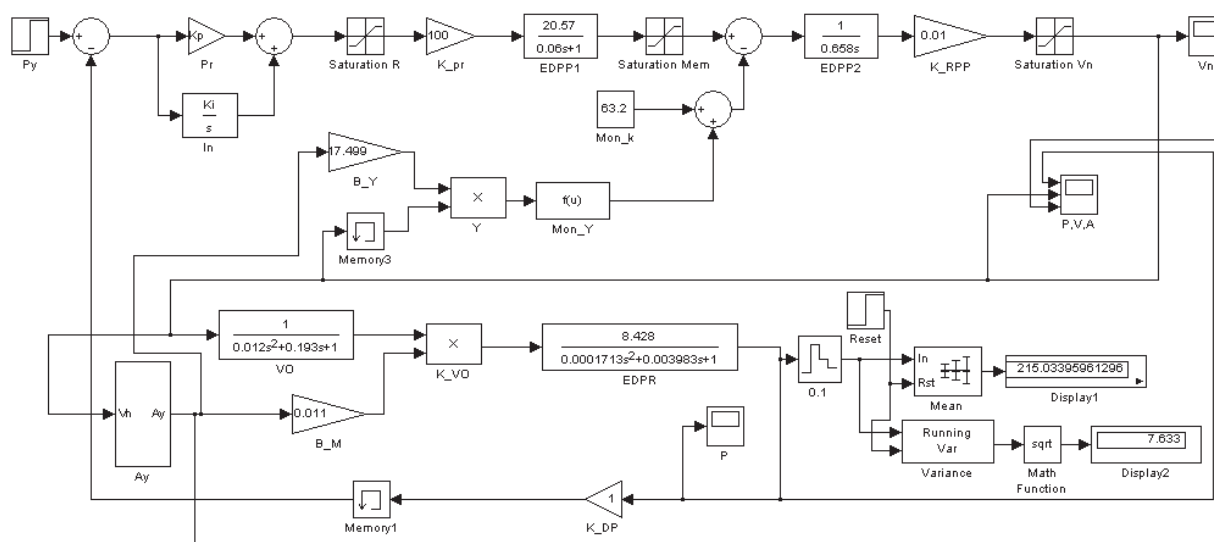 Py
+
−
Kp
Pr
Ki
s
In
+
+
Saturation R
100
K_pr
20.57
0.06s+1
EDPP1
Saturation Mem
+
−
1
0.658s
EDPP2
0.01
K_RPP
Saturation Vn
Vn
63.2
Mon_k
+
+
17.499
B_Y
×
Y
f(u)
Mon_Y
Memory3
P,V,A
1
0.012s²+0.193s+1
VO
×
K_VO
8.428
0.0001713s²+0.003983s+1
EDPR
0.1
Reset
In
Rst
Mean
215.03395961296
Display1
Running
Var
Variance
sqrt
Math
Function
7.633
Display2
Vn
Ay
Ay
0.011
B_M
P
1
K_DP
Memory1